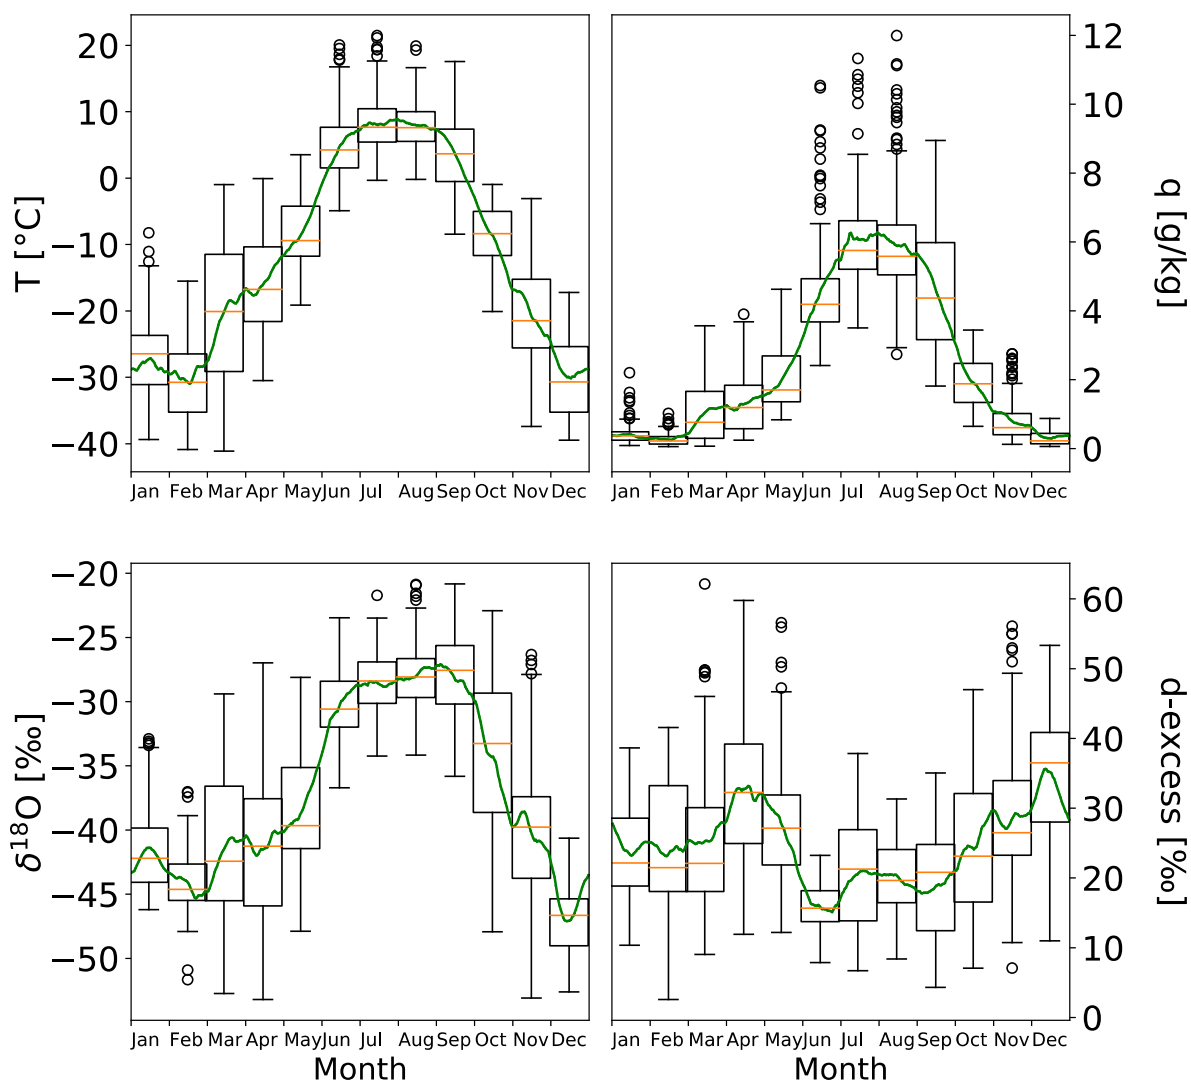 20
10
0
−10
−20
−30
−40
T [°C]
Jan Feb Mar Apr May Jun Jul Aug Sep Oct Nov Dec
12
10
8
6
4
2
0
q [g/kg]
Jan Feb Mar Apr May Jun Jul Aug Sep Oct Nov Dec
−20
−25
−30
−35
−40
−45
−50
δ¹⁸O [‰]
Jan Feb Mar Apr May Jun Jul Aug Sep Oct Nov Dec
Month
60
50
40
30
20
10
0
d-excess [‰]
Jan Feb Mar Apr May Jun Jul Aug Sep Oct Nov Dec
Month